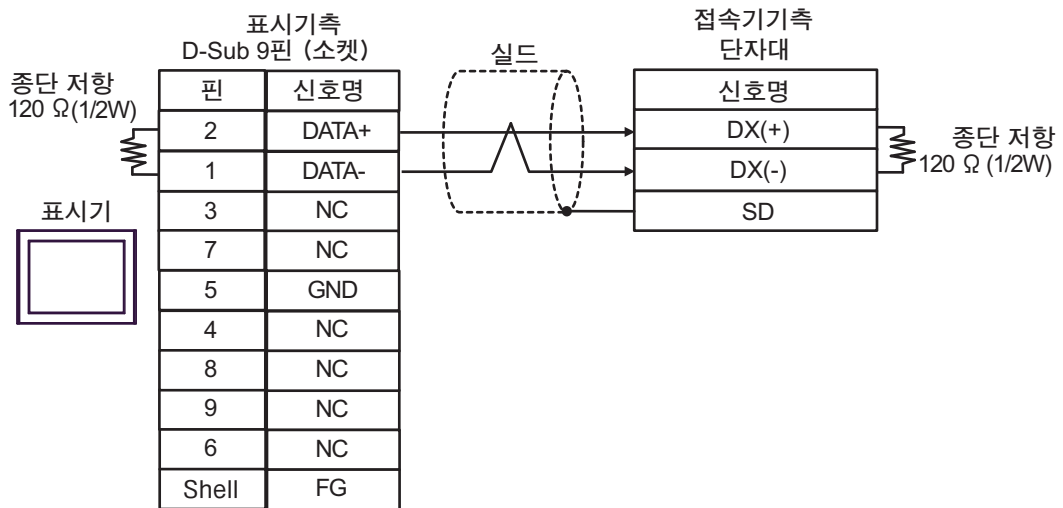 표시기측
D-Sub 9핀 (소켓)
실드
접속기기측
단자대
종단 저항
120 Ω(1/2W)
핀 신호명
2 DATA+
1 DATA-
3 NC
7 NC
5 GND
4 NC
8 NC
9 NC
6 NC
Shell FG
표시기
신호명
DX(+)
DX(-)
SD
종단 저항
120 Ω (1/2W)